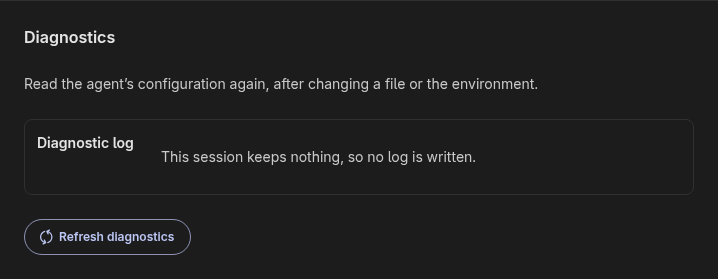 Diagnostics
Read the agent’s configuration again, after changing a file or the environment.
Diagnostic log
This session keeps nothing, so no log is written.
Refresh diagnostics